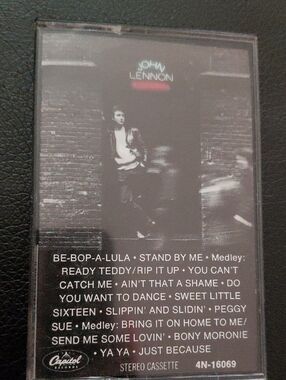 JOHN
LENNON
BE-BOP-A-LULA • STAND BY ME • Medley:
READY TEDDY/RIP IT UP • YOU CAN'T
CATCH ME • AIN'T THAT A SHAME • DO
YOU WANT TO DANCE • SWEET LITTLE
SIXTEEN • SLIPPIN' AND SLIDIN' • PEGGY
SUE • Medley: BRING IT ON HOME TO ME/
SEND ME SOME LOVIN' • BONY MORONIE
• YA YA • JUST BECAUSE
Capitol
RECORDS
STEREO CASSETTE
4N-16069